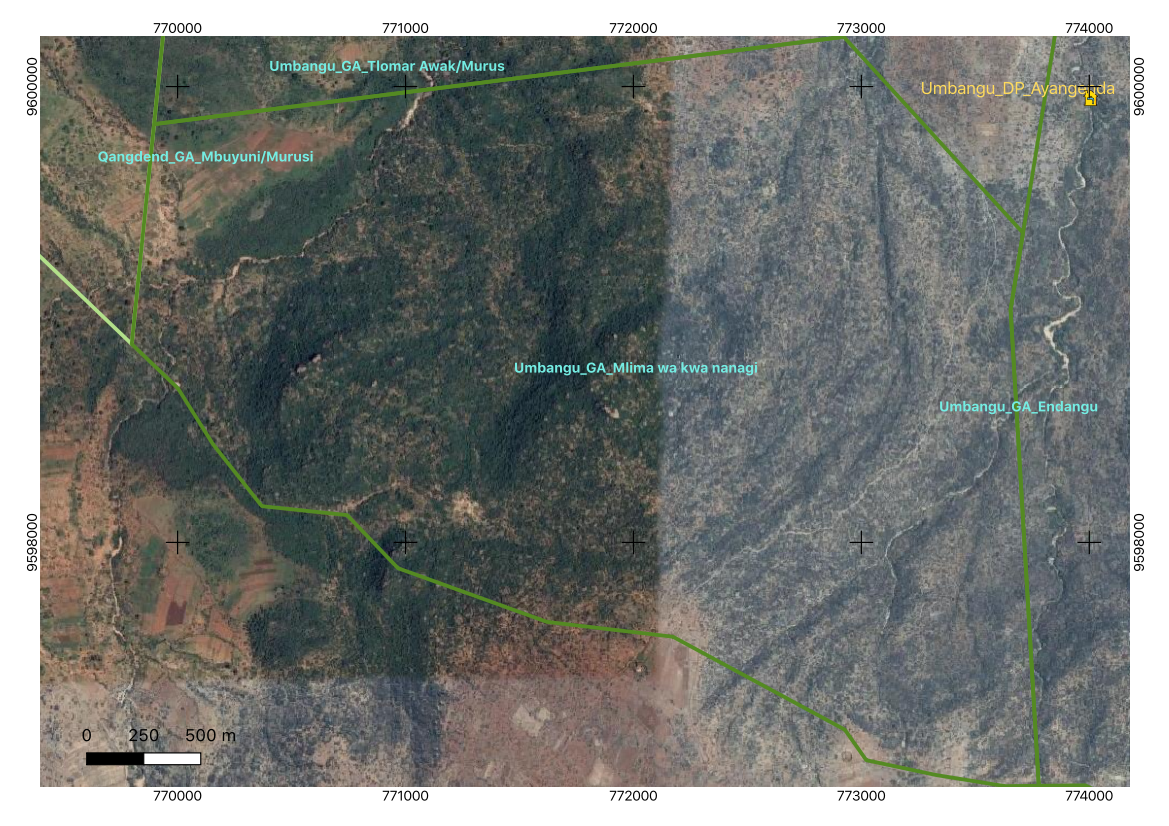 770000 771000 772000 773000 774000
9600000
9600000
Umbangu_GA_Tlomar Awak/Murus
Umbangu_DP_Ayangenda
Qangdend_GA_Mbuyuni/Murusi
Umbangu_GA_Mlima wa kwa nanagi
Umbangu_GA_Endangu
9598000
9598000
0 250 500 m
770000 771000 772000 773000 774000